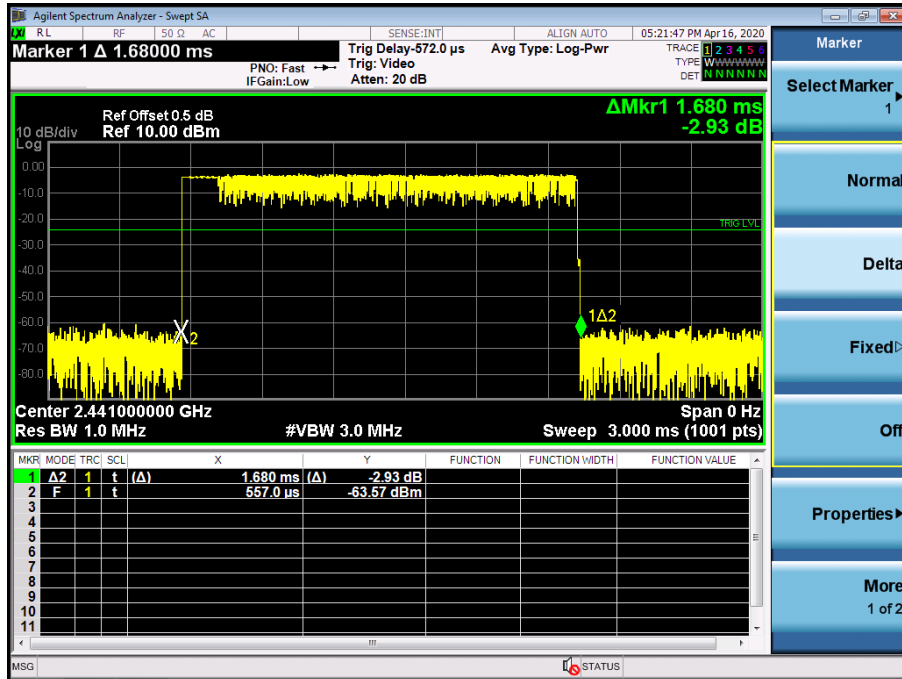 Agilent Spectrum Analyzer - Swept SA
LXI RL RF 50 Ω AC SENSE:INT ALIGN AUTO 05:21:47 PM Apr 16, 2020
Marker 1 Δ 1.68000 ms
Trig Delay-572.0 µs
Avg Type: Log-Pwr
TRACE 1 2 3 4 5 6
PNO: Fast
Trig: Video
TYPE WWWWWWW
IFGain:Low
Atten: 20 dB
DET N N N N N N
Marker
Select Marker
1
Normal
Delta
Fixed
Off
Properties
More
1 of 2
ΔMkr1 1.680 ms
-2.93 dB
Ref Offset 0.5 dB
10 dB/div Ref 10.00 dBm
Log
0.00
-10.0
-20.0
TRIG LVL
-30.0
-40.0
-50.0
-60.0
1Δ2
2
-70.0
-80.0
Center 2.441000000 GHz Span 0 Hz
Res BW 1.0 MHz #VBW 3.0 MHz Sweep 3.000 ms (1001 pts)
MKR MODE TRC SCL X Y FUNCTION FUNCTION WIDTH FUNCTION VALUE
1 Δ2 1 t (Δ) 1.680 ms (Δ) -2.93 dB
2 F 1 t 557.0 µs -63.57 dBm
3
4
5
6
7
8
9
10
11
MSG STATUS